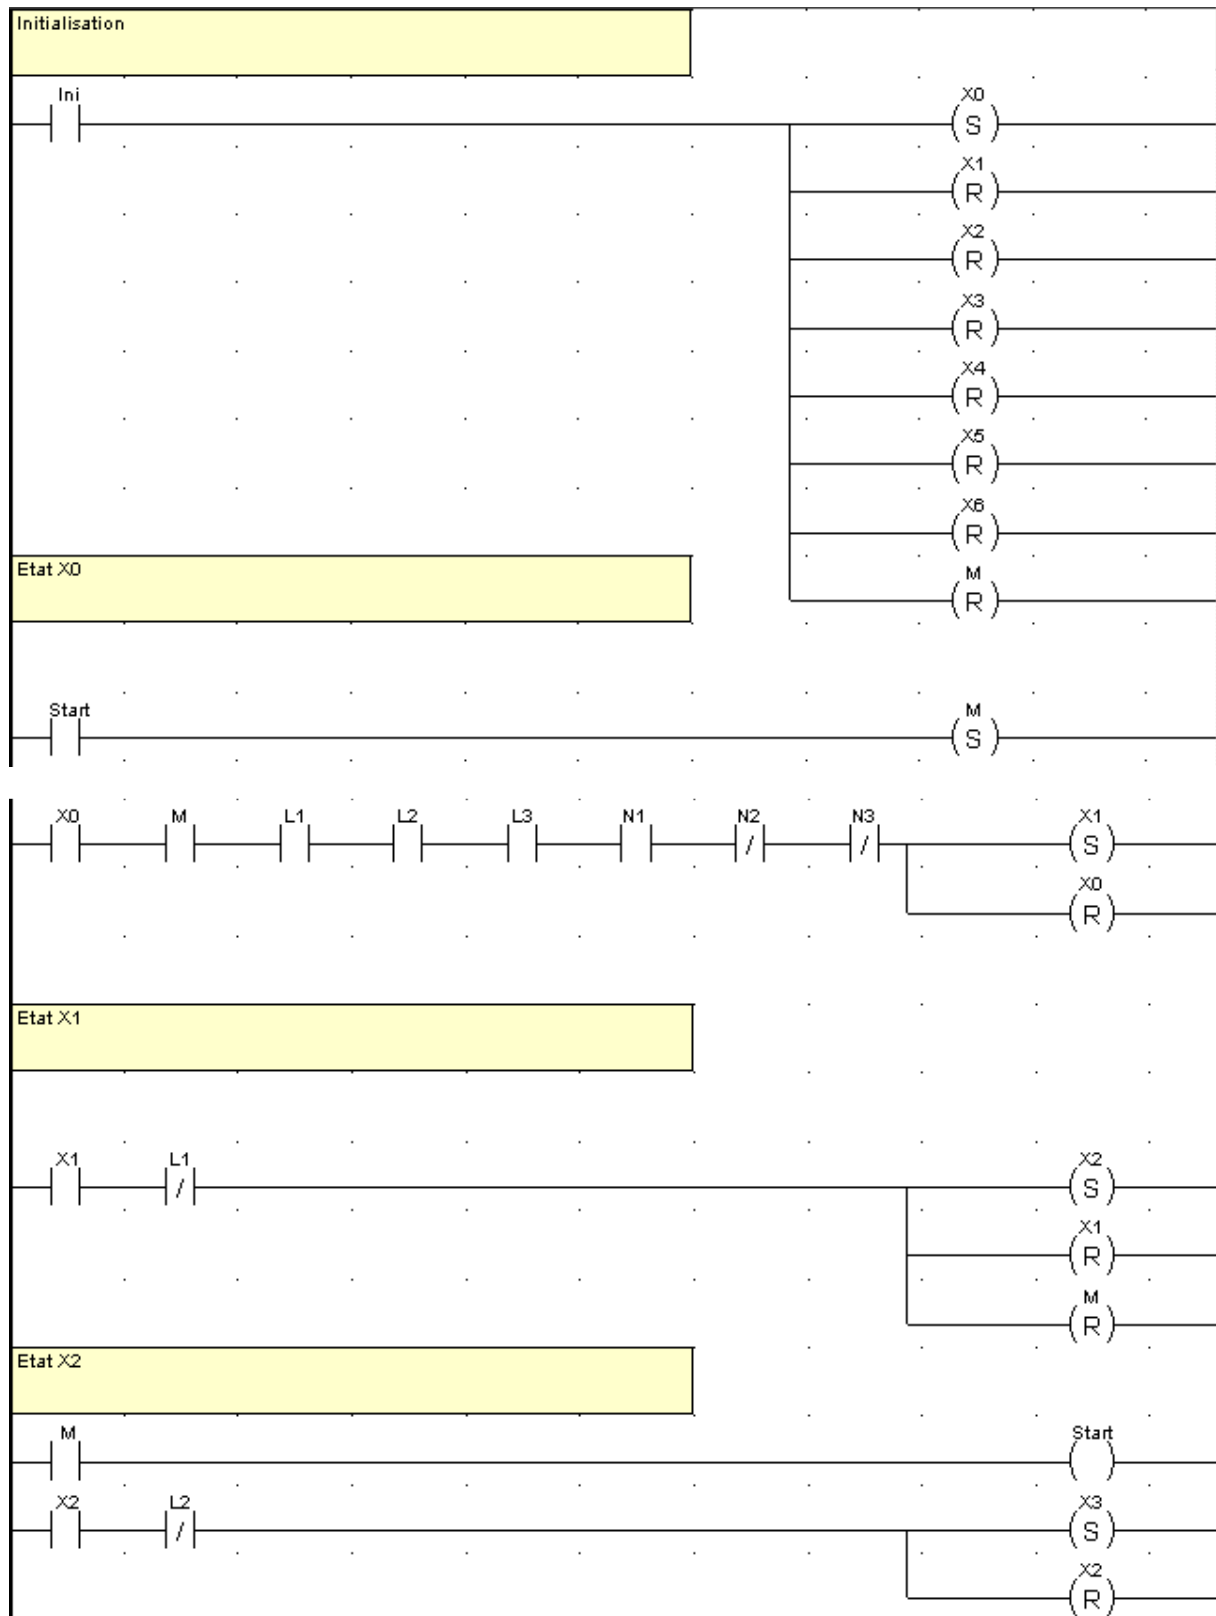 Initialisation
Ini X0
S
X1
R
X2
R
X3
R
X4
R
X5
R
X6
R
Etat X0
M
R
Start M
S
X0 M L1 L2 L3 N1 N2 N3 X1
/ / S
X0
R
Etat X1
X1 L1 X2
/ S
X1
R
M
R
Etat X2
M Start
X2 L2 X3
/ S
X2
R